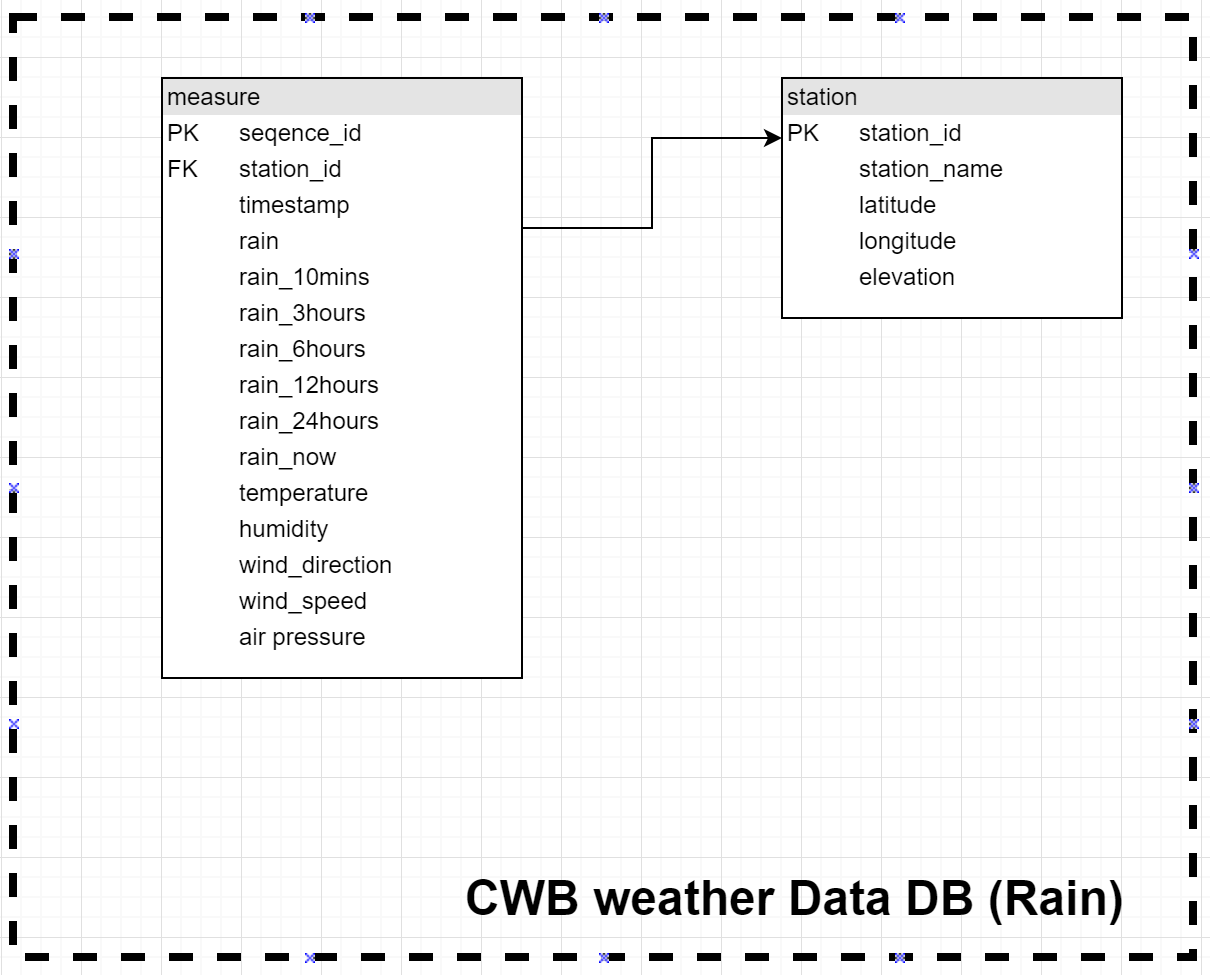 measure
PK seqence_id
FK station_id
timestamp
rain
rain_10mins
rain_3hours
rain_6hours
rain_12hours
rain_24hours
rain_now
temperature
humidity
wind_direction
wind_speed
air pressure
station
PK station_id
station_name
latitude
longitude
elevation
CWB weather Data DB (Rain)